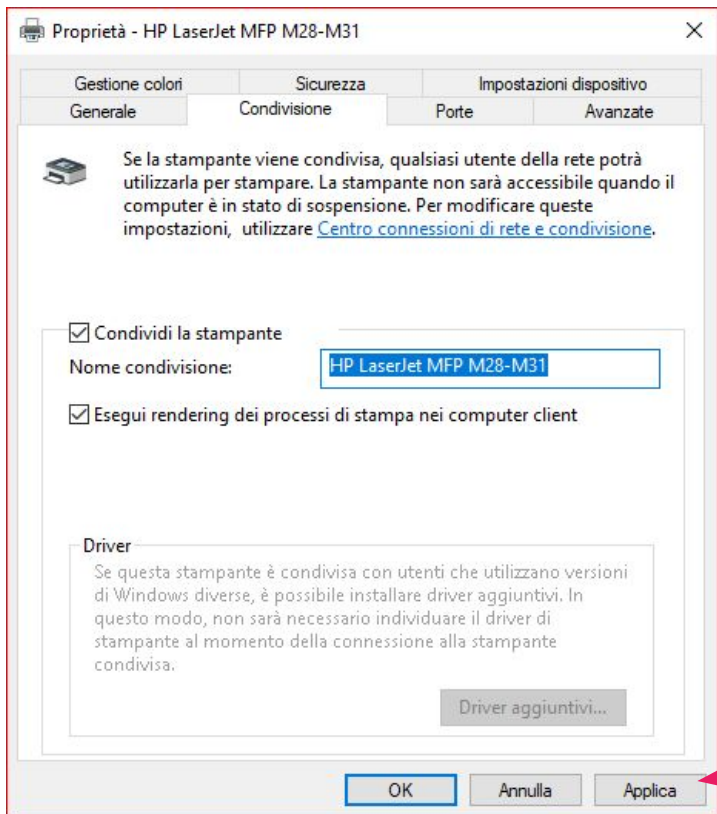 Proprietà - HP LaserJet MFP M28-M31
Gestione colori Sicurezza Impostazioni dispositivo
Generale Condivisione Porte Avanzate
Se la stampante viene condivisa, qualsiasi utente della rete potrà
utilizzarla per stampare. La stampante non sarà accessibile quando il
computer è in stato di sospensione. Per modificare queste
impostazioni, utilizzare Centro connessioni di rete e condivisione.
Condividi la stampante
Nome condivisione: HP LaserJet MFP M28-M31
Esegui rendering dei processi di stampa nei computer client
Driver
Se questa stampante è condivisa con utenti che utilizzano versioni
di Windows diverse, è possibile installare driver aggiuntivi. In
questo modo, non sarà necessario individuare il driver di
stampante al momento della connessione alla stampante
condivisa.
Driver aggiuntivi...
OK Annulla Applica